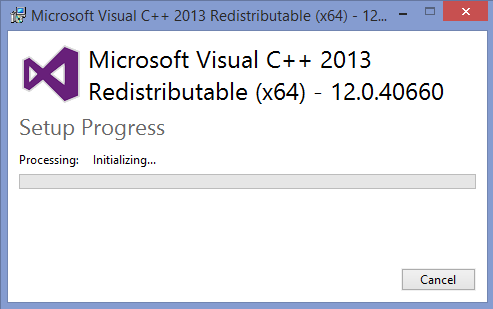 Microsoft Visual C++ 2013 Redistributable (x64) - 12...
Microsoft Visual C++ 2013
Redistributable (x64) - 12.0.40660
Setup Progress
Processing: Initializing...
Cancel